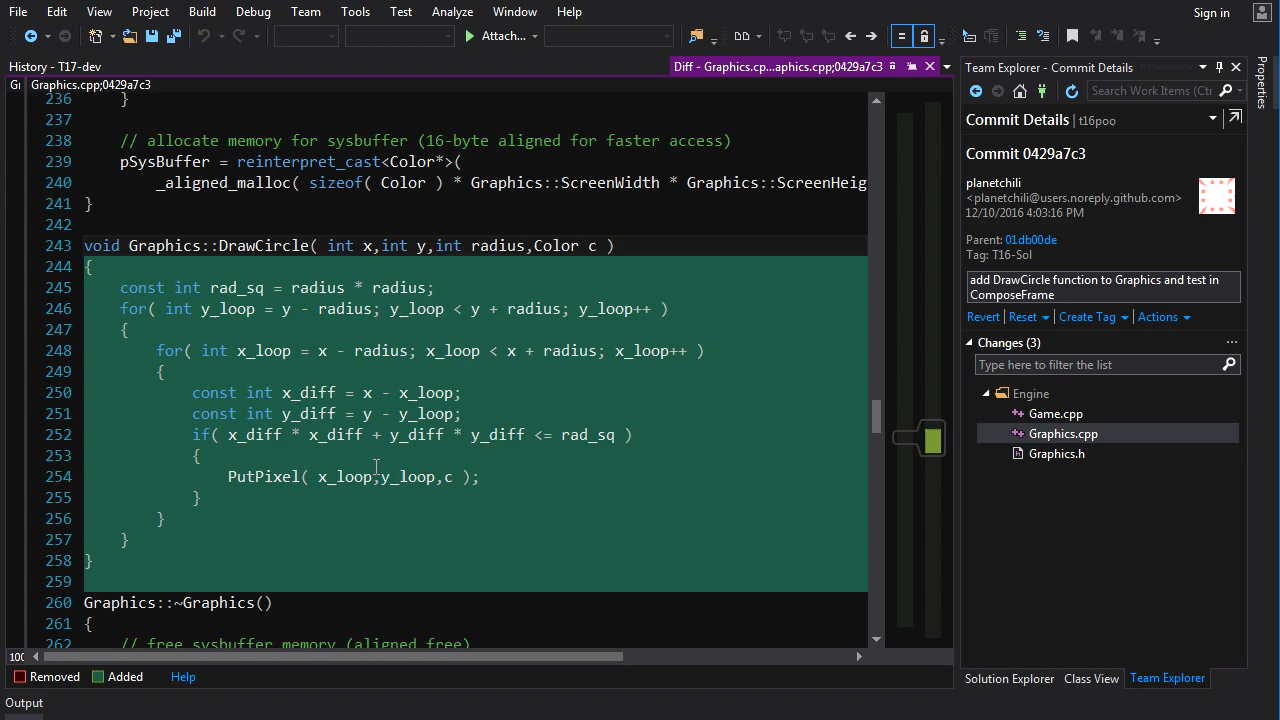 File Edit View Project Build Debug Team Tools Test Analyze Window Help
Sign in
Attach...
History - T17-dev
Diff - Graphics.cp...aphics.cpp;0429a7c3
Gr Graphics.cpp;0429a7c3
236 }
237
238 // allocate memory for sysbuffer (16-byte aligned for faster access)
239 pSysBuffer = reinterpret_cast<Color*>(
240 _aligned_malloc( sizeof( Color ) * Graphics::ScreenWidth * Graphics::ScreenHeig
241 }
242
243 void Graphics::DrawCircle( int x,int y,int radius,Color c )
244 {
245 const int rad_sq = radius * radius;
246 for( int y_loop = y - radius; y_loop < y + radius; y_loop++ )
247 {
248 for( int x_loop = x - radius; x_loop < x + radius; x_loop++ )
249 {
250 const int x_diff = x - x_loop;
251 const int y_diff = y - y_loop;
252 if( x_diff * x_diff + y_diff * y_diff <= rad_sq )
253 {
254 PutPixel( x_loop,y_loop,c );
255 }
256 }
257 }
258 }
259
260 Graphics::~Graphics()
261 {
262 // free sysbuffer memory (aligned free)
100
Removed Added Help
Output
Team Explorer - Commit Details
Search Work Items (Ctr
Commit Details | t16poo
Commit 0429a7c3
planetchili
<planetchili@users.noreply.github.com>
12/10/2016 4:03:16 PM
Parent: 01db00de
Tag: T16-Sol
add DrawCircle function to Graphics and test in
ComposeFrame
Revert Reset Create Tag Actions
Changes (3)
Type here to filter the list
Engine
Game.cpp
Graphics.cpp
Graphics.h
Solution Explorer Class View Team Explorer
Properties